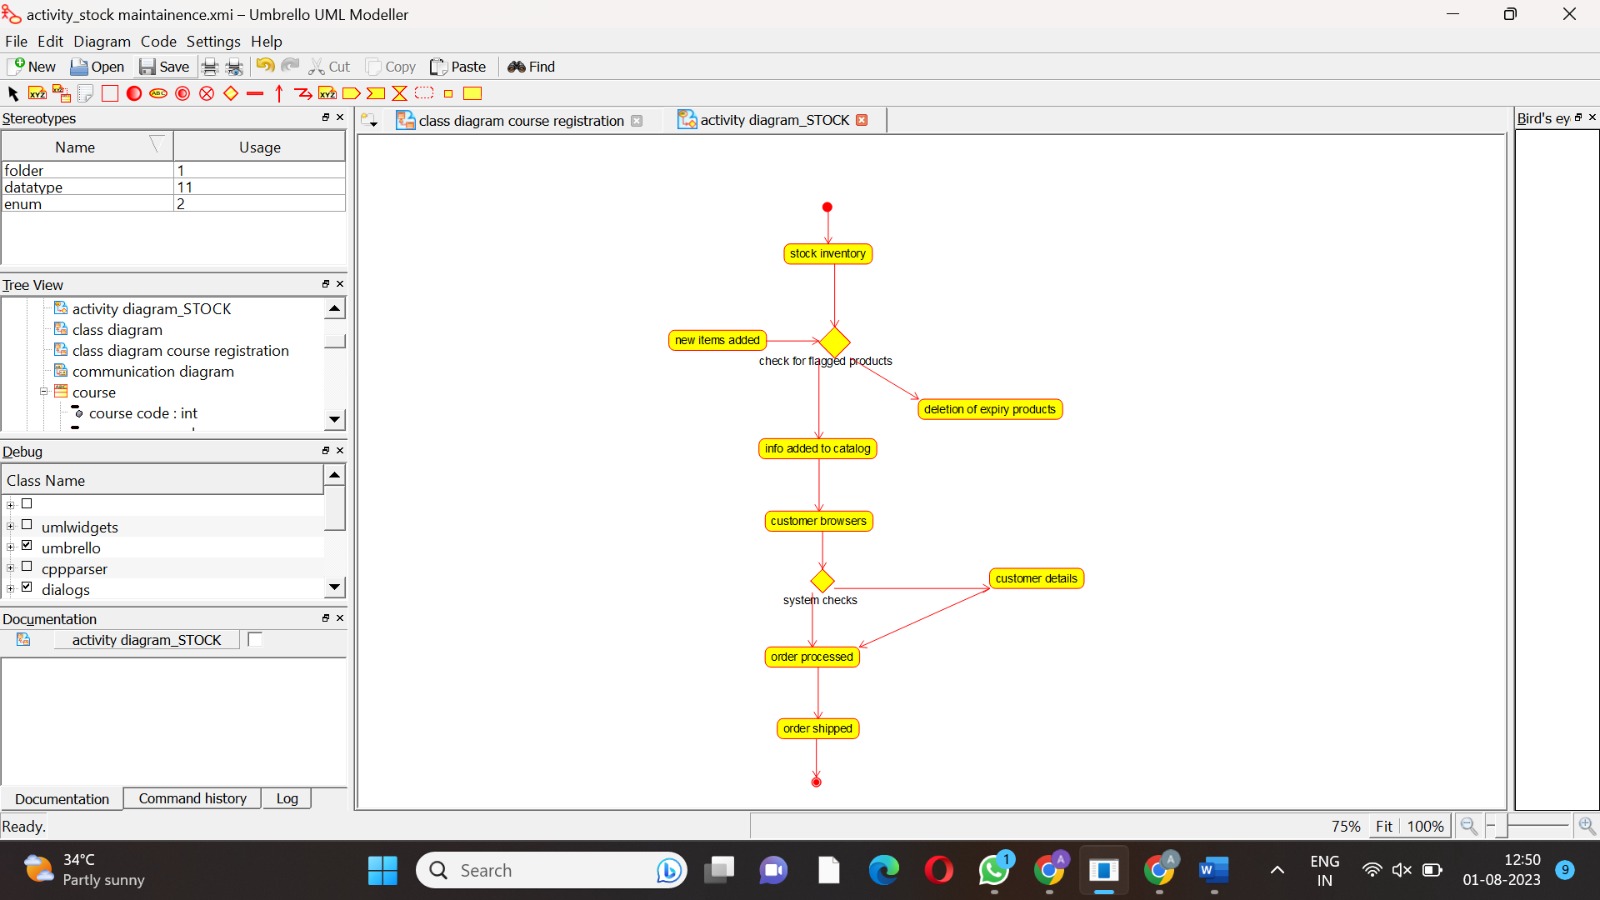 activity_stock maintainence.xmi – Umbrello UML Modeller
File Edit Diagram Code Settings Help
New Open Save Cut Copy Paste Find
Stereotypes
Name Usage
folder 1
datatype 11
enum 2
Tree View
activity diagram_STOCK
class diagram
class diagram course registration
communication diagram
course
course code : int
Debug
Class Name
umlwidgets
umbrello
cppparser
dialogs
Documentation
activity diagram_STOCK
Documentation Command history Log
Ready.
class diagram course registration activity diagram_STOCK
Bird's ey
stock inventory
new items added
check for flagged products
deletion of expiry products
info added to catalog
customer browsers
system checks
customer details
order processed
order shipped
75% Fit 100%
34°C
Partly sunny
Search
1
A
A
W
ENG
IN
12:50
01-08-2023
9